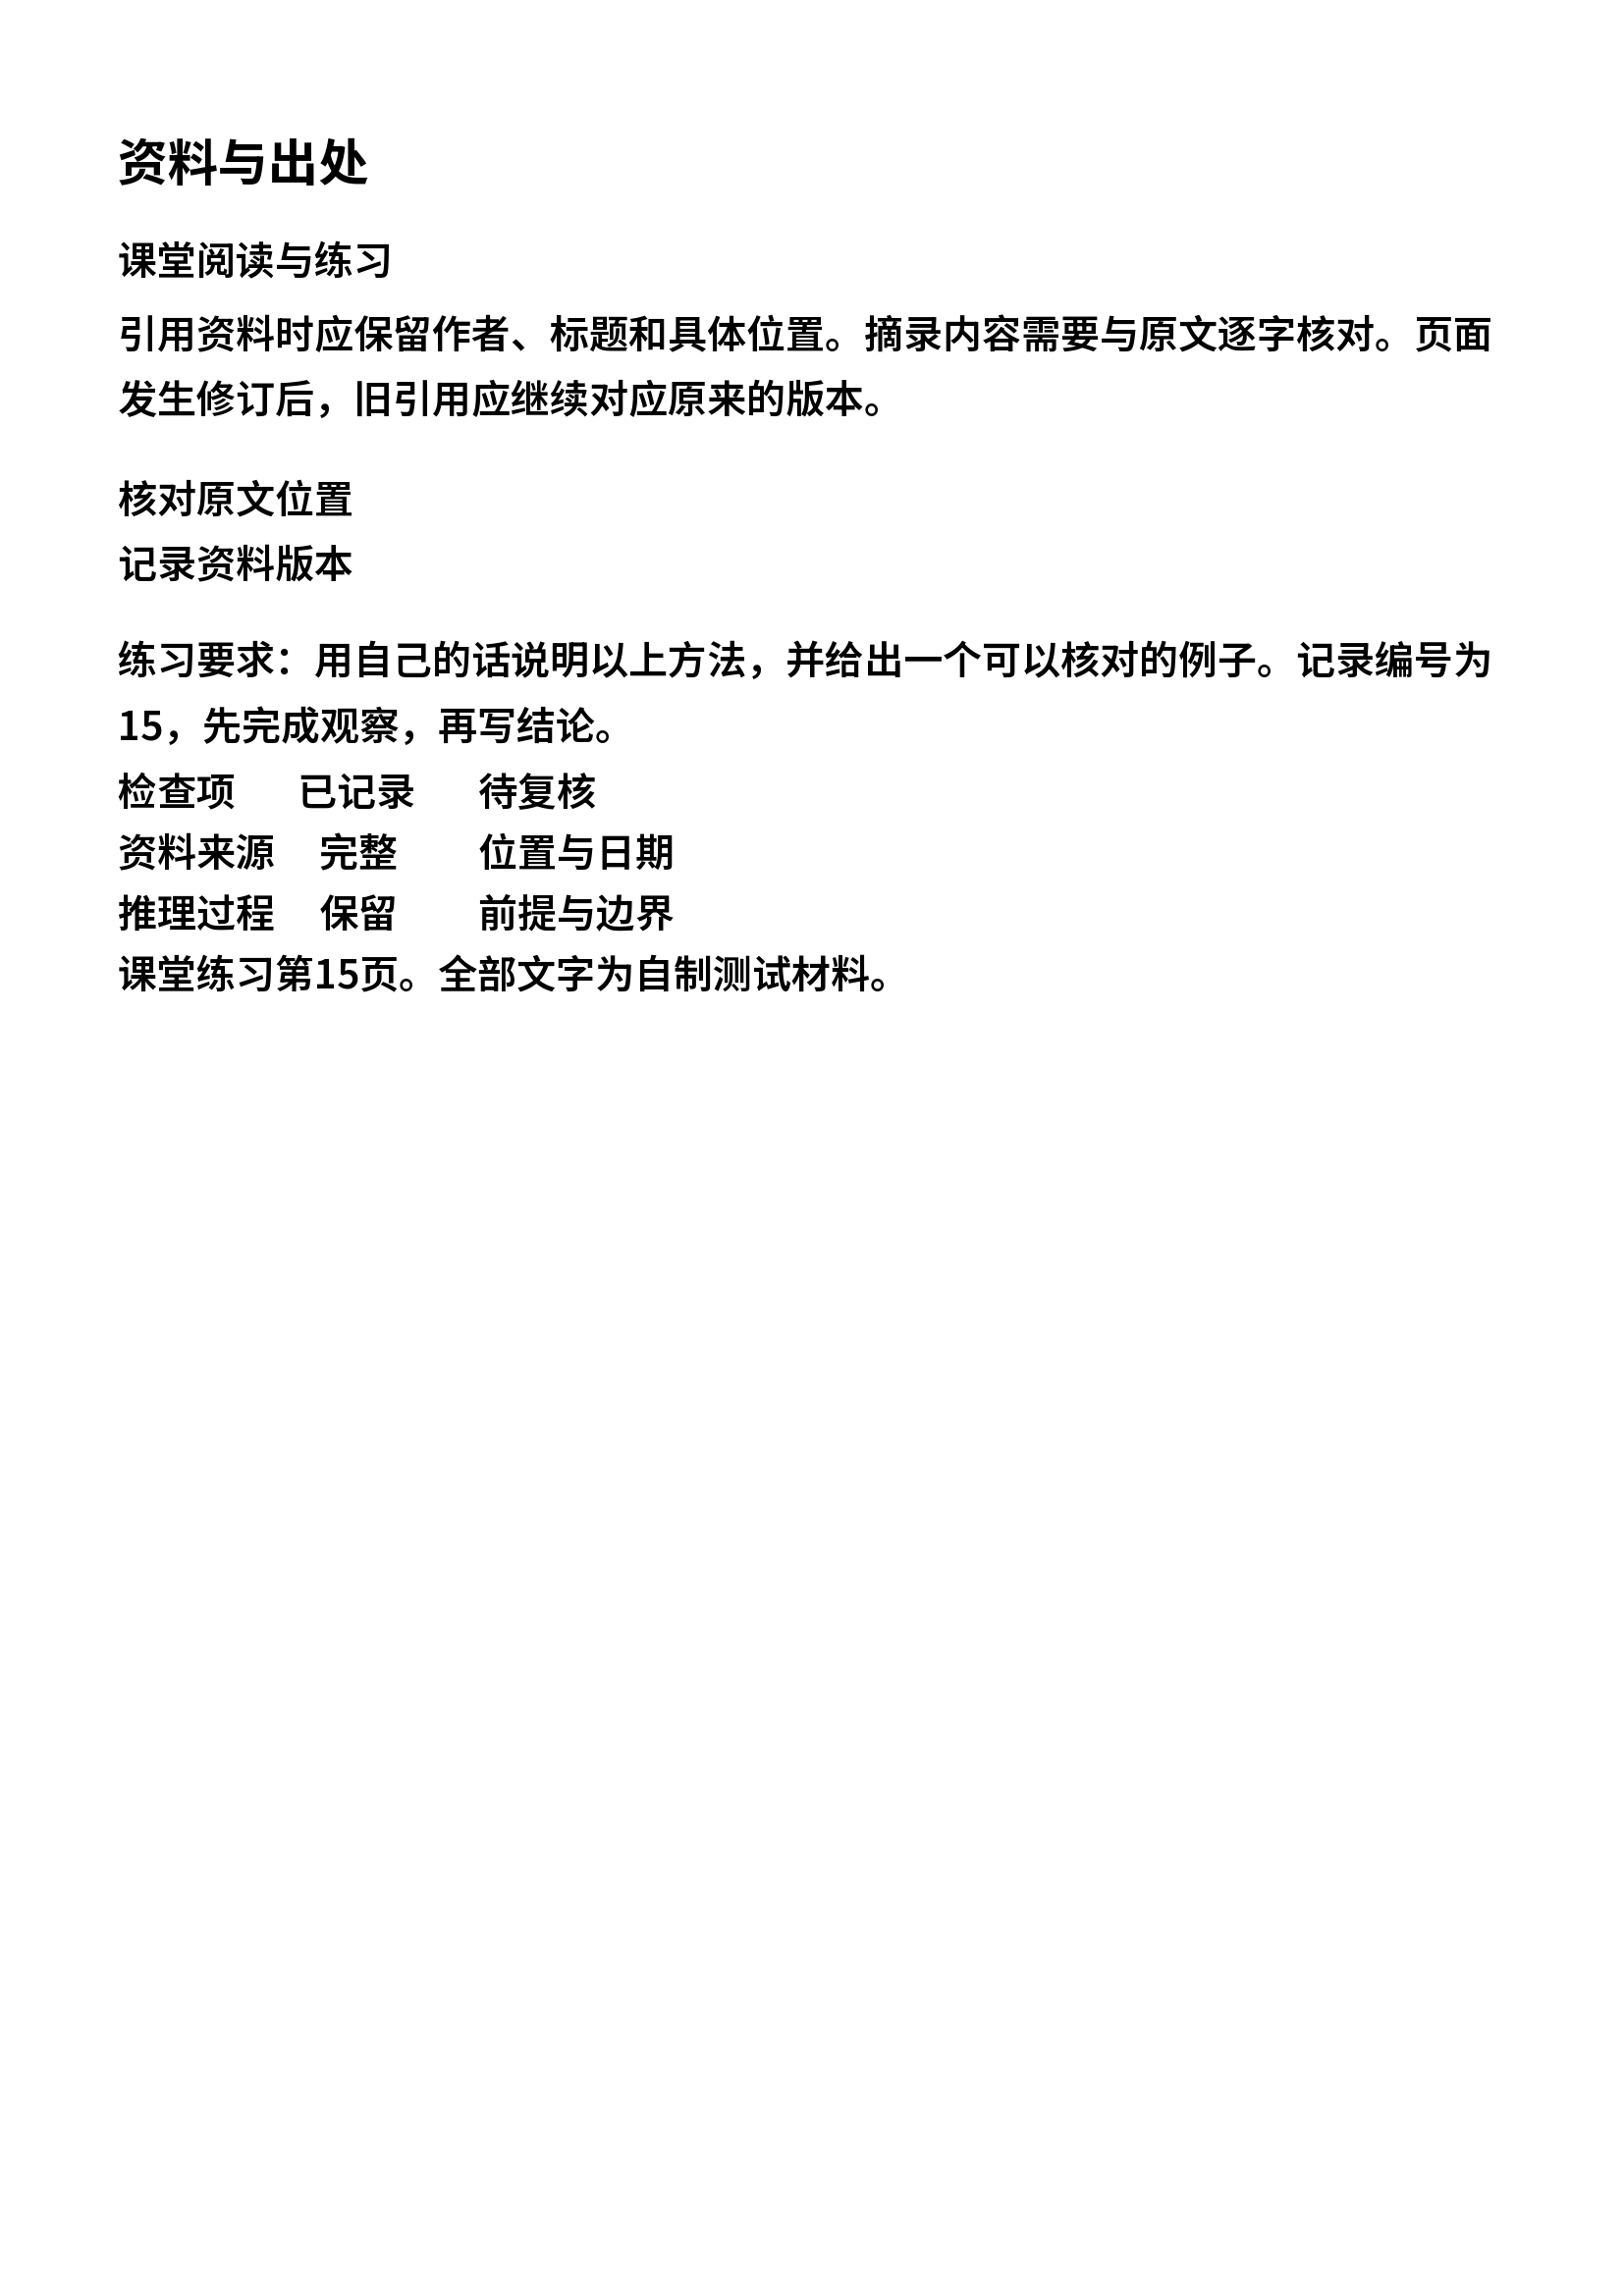 资料与出处
课堂阅读与练习
引用资料时应保留作者、标题和具体位置。摘录内容需要与原文逐字核对。页面
发生修订后，旧引用应继续对应原来的版本。
核对原文位置
记录资料版本
练习要求：用自己的话说明以上方法，并给出一个可以核对的例子。记录编号为
15，先完成观察，再写结论。
检查项 已记录 待复核
资料来源 完整 位置与日期
推理过程 保留 前提与边界
课堂练习第15页。全部文字为自制测试材料。